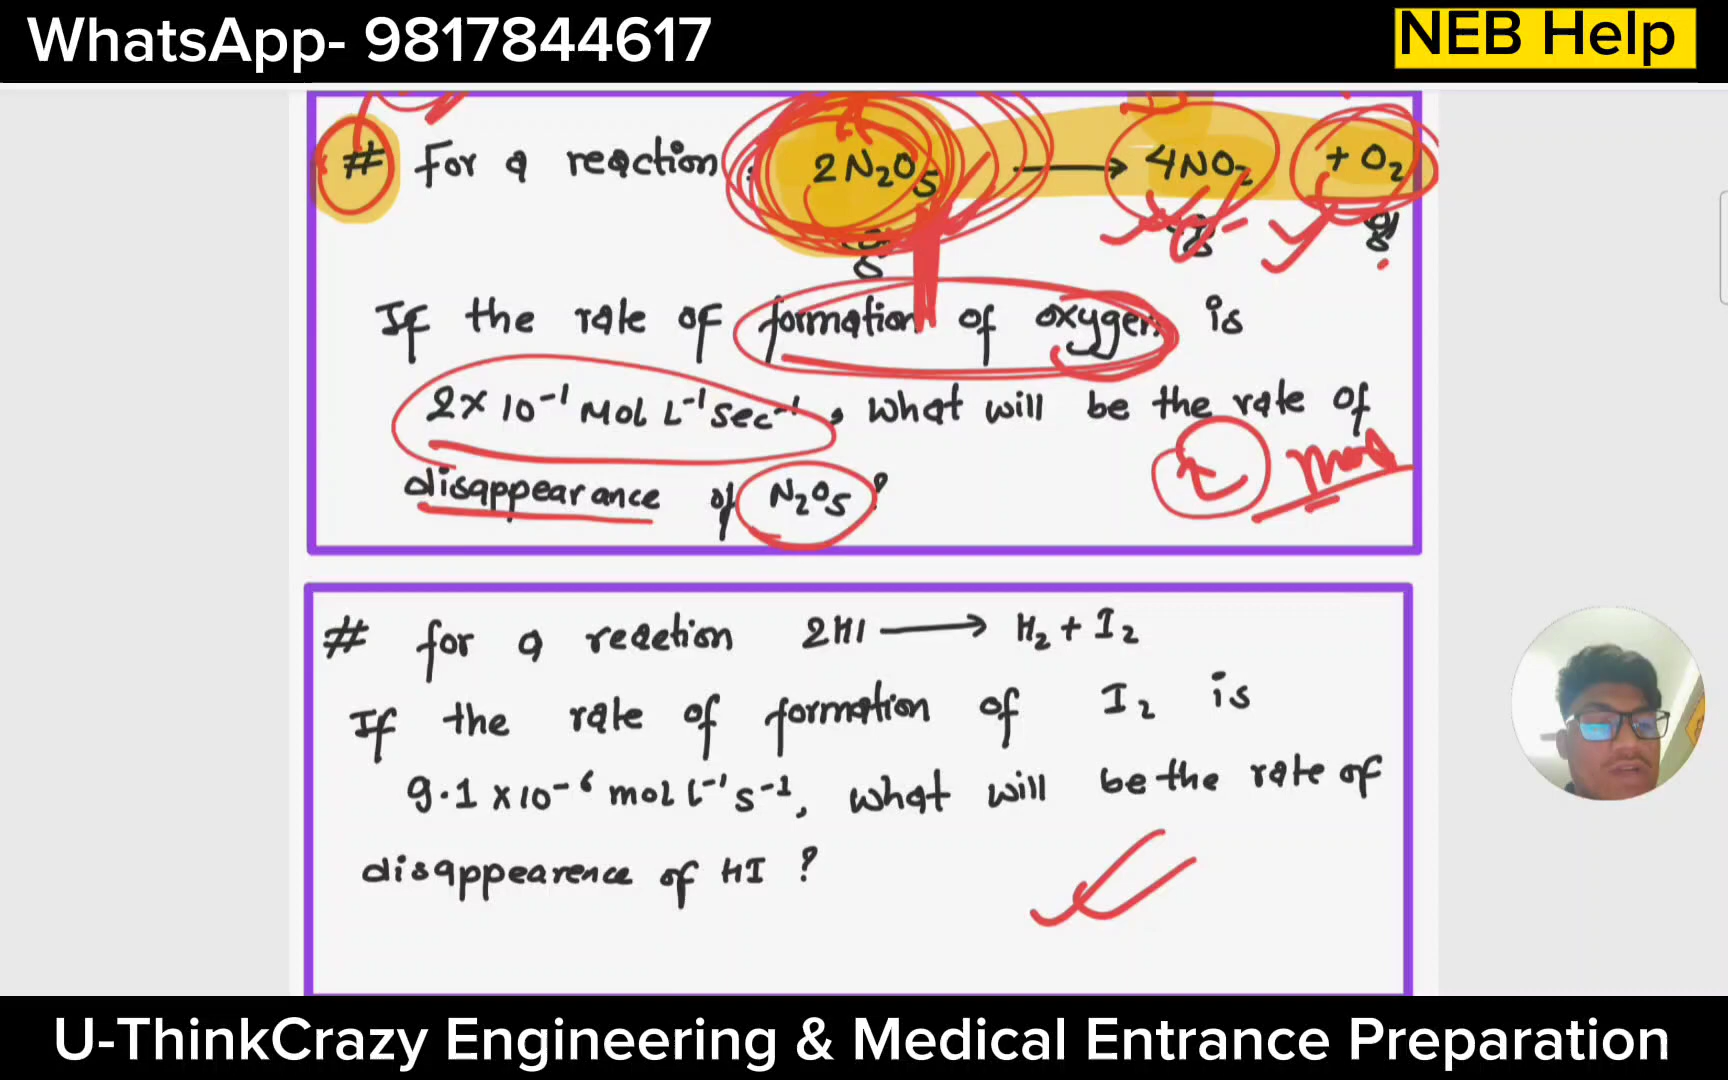 WhatsApp- 9817844617
NEB Help
# For a reaction, 2N2O5 ⟶ 4NO2 + O2
g g g
If the rate of formation of oxygen is
2×10⁻¹ Mol L⁻¹ sec⁻¹, what will be the rate of
disappearance of N2O5?
# for a reaction 2HI ⟶ H2 + I2
If the rate of formation of I2 is
9.1×10⁻⁶ mol L⁻¹ s⁻¹, what will be the rate of
disappearence of HI ?
U-ThinkCrazy Engineering & Medical Entrance Preparation